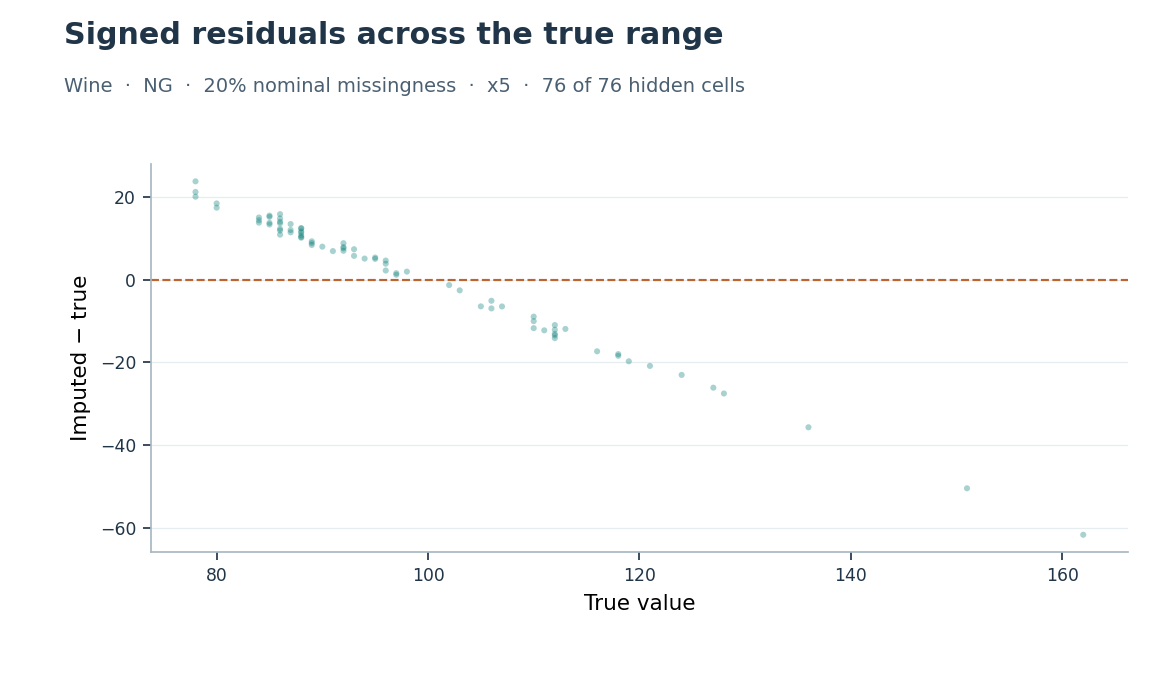 Signed residuals across the true range
Wine · NG · 20% nominal missingness · x5 · 76 of 76 hidden cells
Imputed − true
20
0
−20
−40
−60
80
100
120
140
160
True value